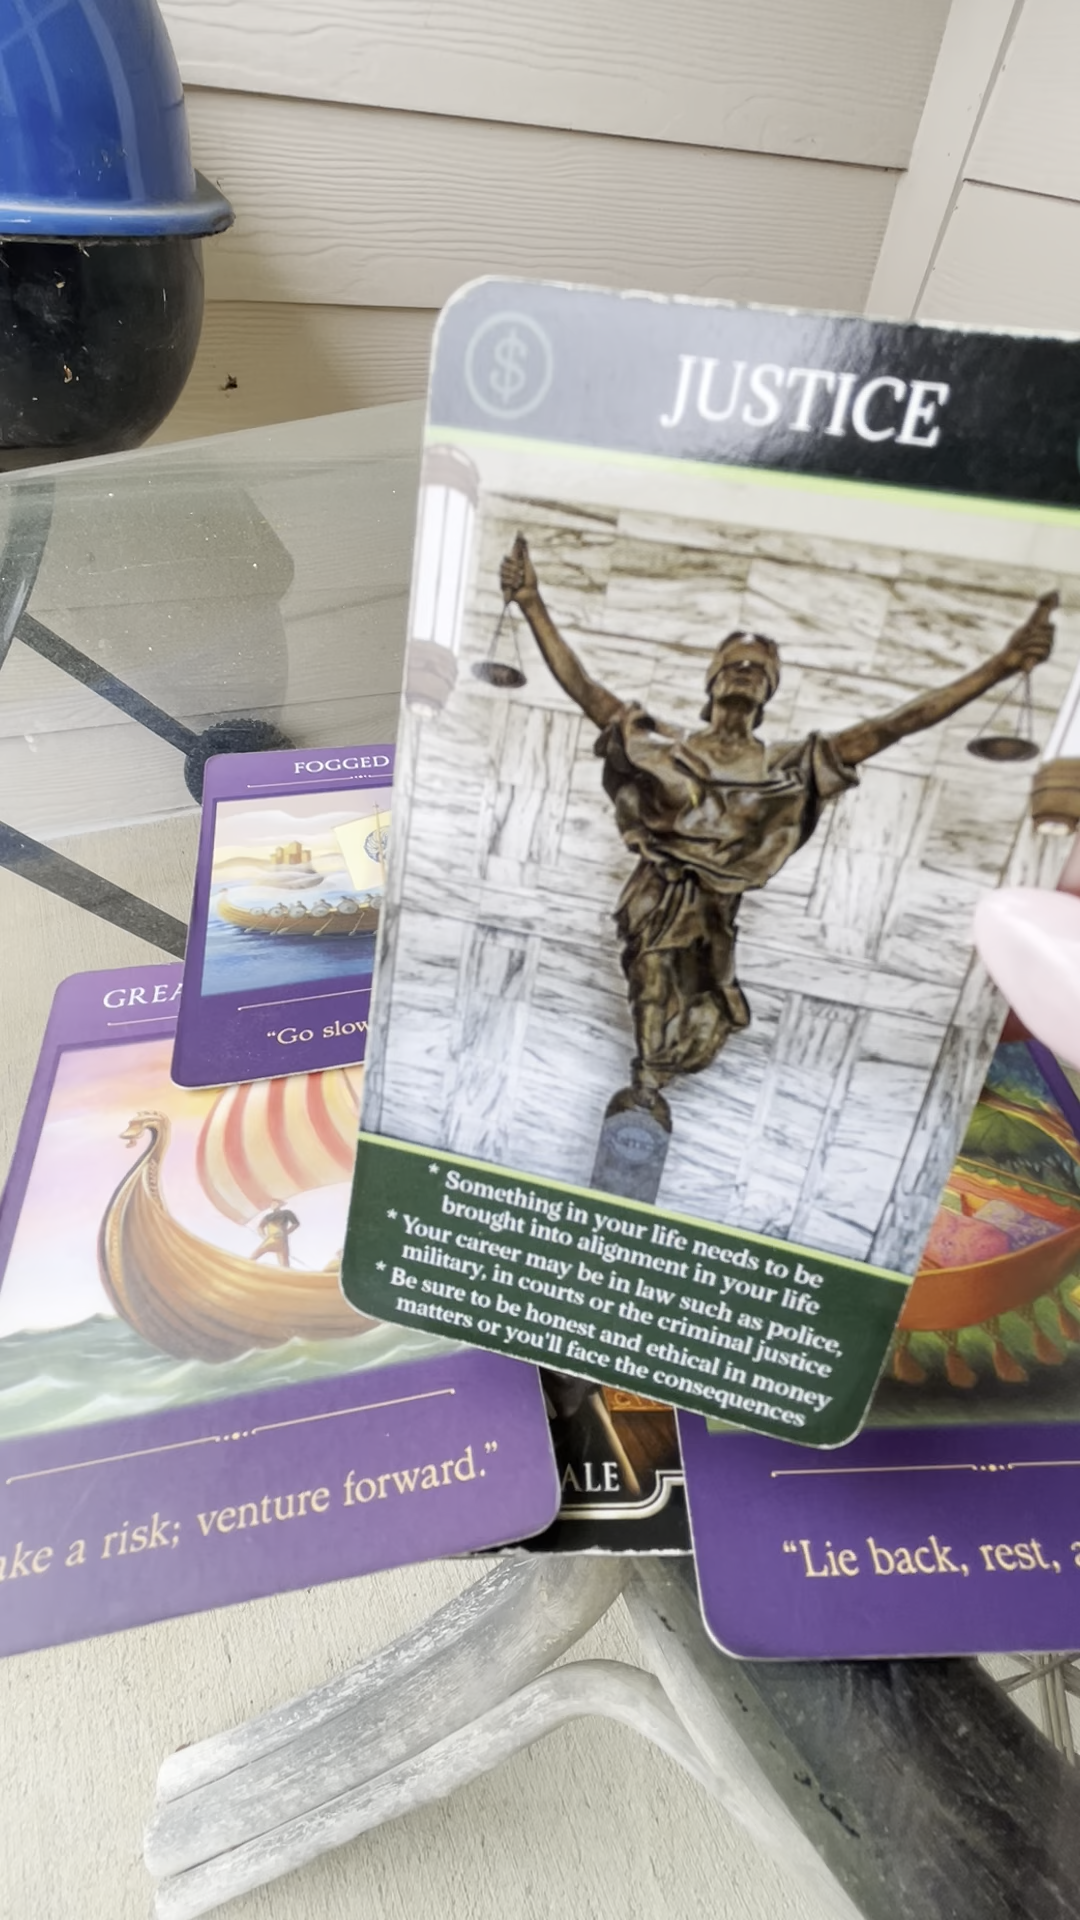 $ JUSTICE
* Something in your life needs to be
brought into alignment in your life
* Your career may be in law such as police,
military, in courts or the criminal justice
* Be sure to be honest and ethical in money
matters or you'll face the consequences
FOGGED
"Go slow
GREA
ake a risk; venture forward."
ALE
"Lie back, rest, a